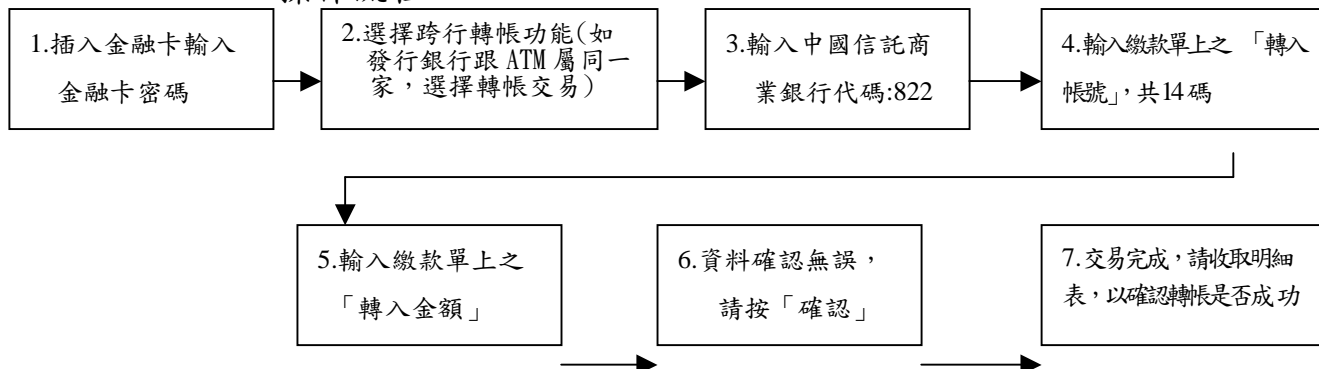 1.插入金融卡輸入
金融卡密碼
2.選擇跨行轉帳功能(如
發行銀行跟 ATM 屬同一
家，選擇轉帳交易)
3.輸入中國信託商
業銀行代碼:822
4.輸入繳款單上之 「轉入
帳號」，共14碼
5.輸入繳款單上之
「轉入金額」
6.資料確認無誤，
請按「確認」
7.交易完成，請收取明細
表，以確認轉帳是否成功